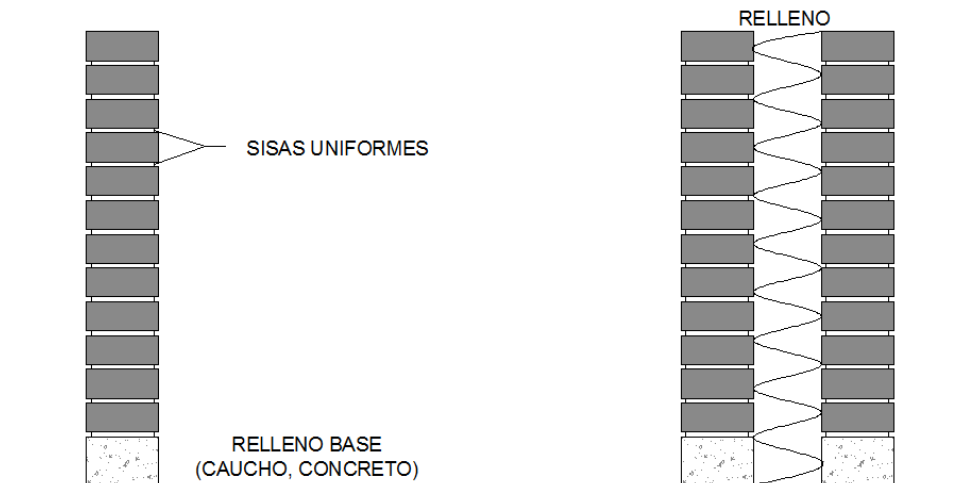 RELLENO
SISAS UNIFORMES
RELLENO BASE
(CAUCHO, CONCRETO)